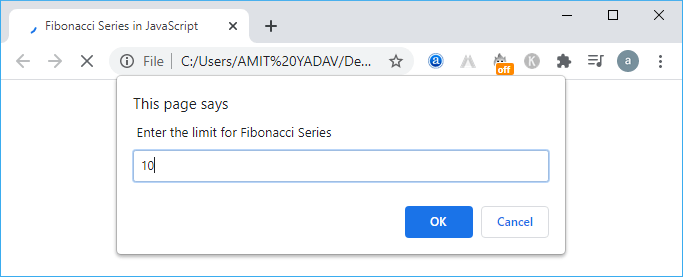 Fibonacci Series in JavaScript
File | C:/Users/AMIT%20YADAV/De...
a
off
K
a
This page says
Enter the limit for Fibonacci Series
10
OK
Cancel